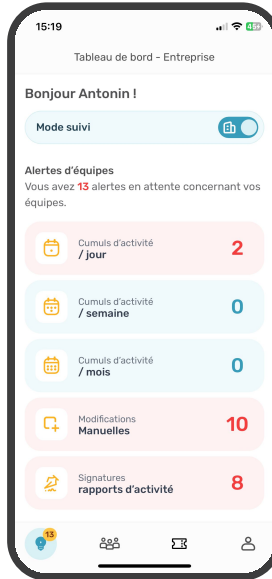 15:19
45+
Tableau de bord - Entreprise
Bonjour Antonin !
Mode suivi
Alertes d'équipes
Vous avez 13 alertes en attente concernant vos
équipes.
Cumuls d'activité
/ jour
2
Cumuls d'activité
/ semaine
0
Cumuls d'activité
/ mois
0
Modifications
Manuelles
10
Signatures
rapports d'activité
8
13